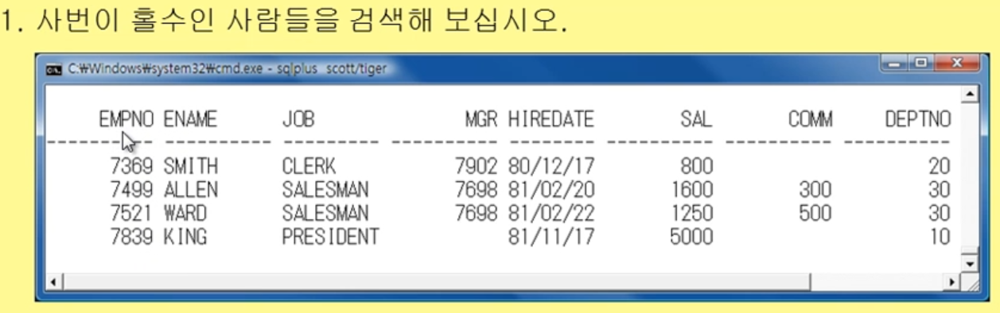 1. 사번이 홀수인 사람들을 검색해 보십시오.
C:₩Windows₩system32₩cmd.exe - sqlplus scott/tiger
EMPNO ENAME JOB MGR HIREDATE SAL COMM DEPTNO
---------- ---------- --------- ---------- -------- ---------- ---------- ----------
7369 SMITH CLERK 7902 80/12/17 800 20
7499 ALLEN SALESMAN 7698 81/02/20 1600 300 30
7521 WARD SALESMAN 7698 81/02/22 1250 500 30
7839 KING PRESIDENT 81/11/17 5000 10